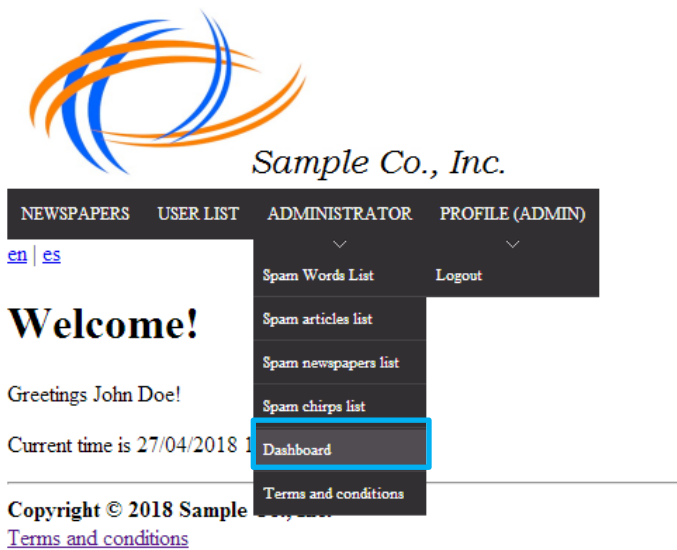 Sample Co., Inc.
NEWSPAPERS USER LIST ADMINISTRATOR PROFILE (ADMIN)
en | es
Spam Words List Logout
Welcome!
Spam articles list
Spam newspapers list
Greetings John Doe!
Spam chirps list
Current time is 27/04/2018 1
Dashboard
Terms and conditions
Copyright © 2018 Sample Co., Inc.
Terms and conditions